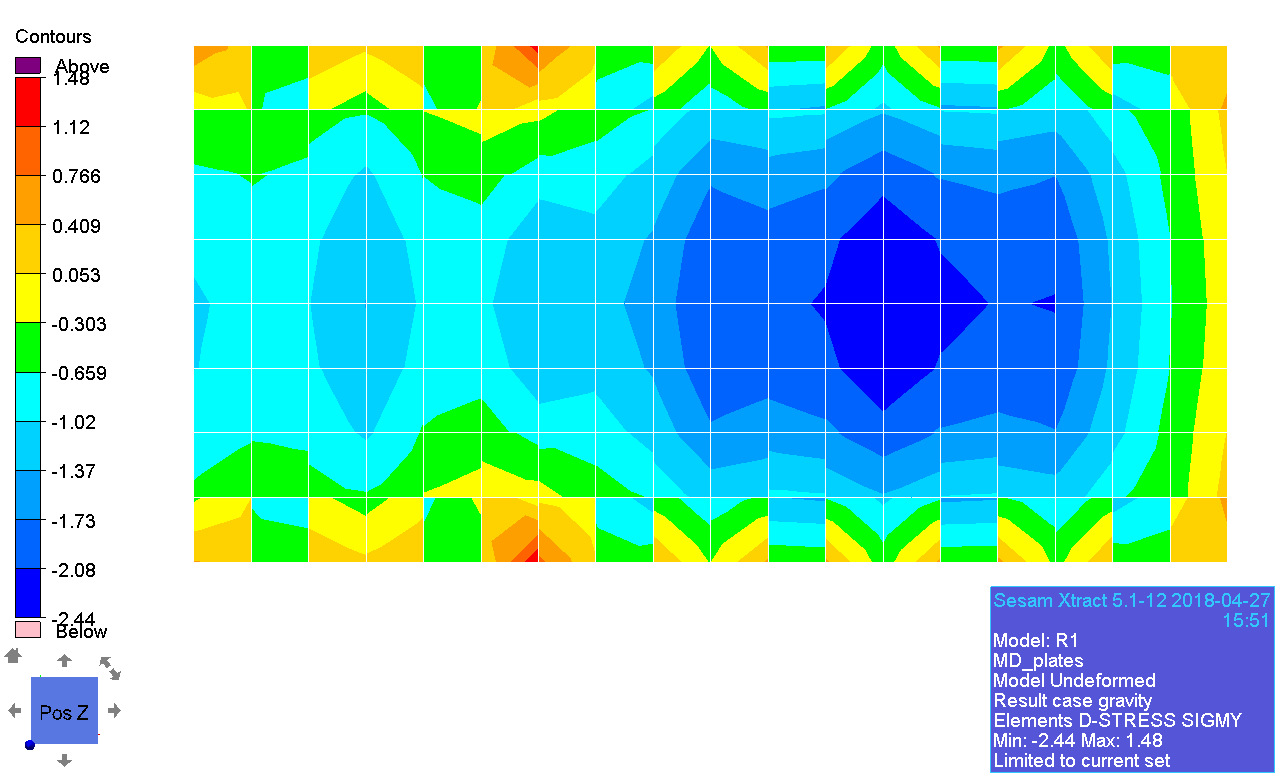 Contours
Above
1.48
1.12
0.766
0.409
0.053
-0.303
-0.659
-1.02
-1.37
-1.73
-2.08
-2.44
Below
Pos Z
Sesam Xtract 5.1-12 2018-04-27
15:51
Model: R1
MD_plates
Model Undeformed
Result case gravity
Elements D-STRESS SIGMY
Min: -2.44 Max: 1.48
Limited to current set